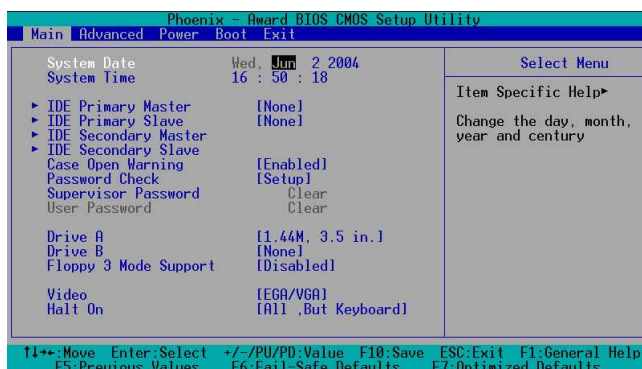 Phoenix - Award BIOS CMOS Setup Utility
Main Advanced Power Boot Exit
System Date Wed, Jun 2 2004
System Time 16 : 50 : 18
Select Menu
Item Specific Help►
Change the day, month,
year and century
► IDE Primary Master [None]
► IDE Primary Slave [None]
► IDE Secondary Master
► IDE Secondary Slave
Case Open Warning [Enabled]
Password Check [Setup]
Supervisor Password Clear
User Password Clear
Drive A [1.44M, 3.5 in.]
Drive B [None]
Floppy 3 Mode Support [Disabled]
Video [EGA/VGA]
Halt On [All ,But Keyboard]
↑↓→←:Move Enter:Select +/-/PU/PD:Value F10:Save ESC:Exit F1:General Help
F5:Previous Values F6:Fail-Safe Defaults F7:Optimized Defaults